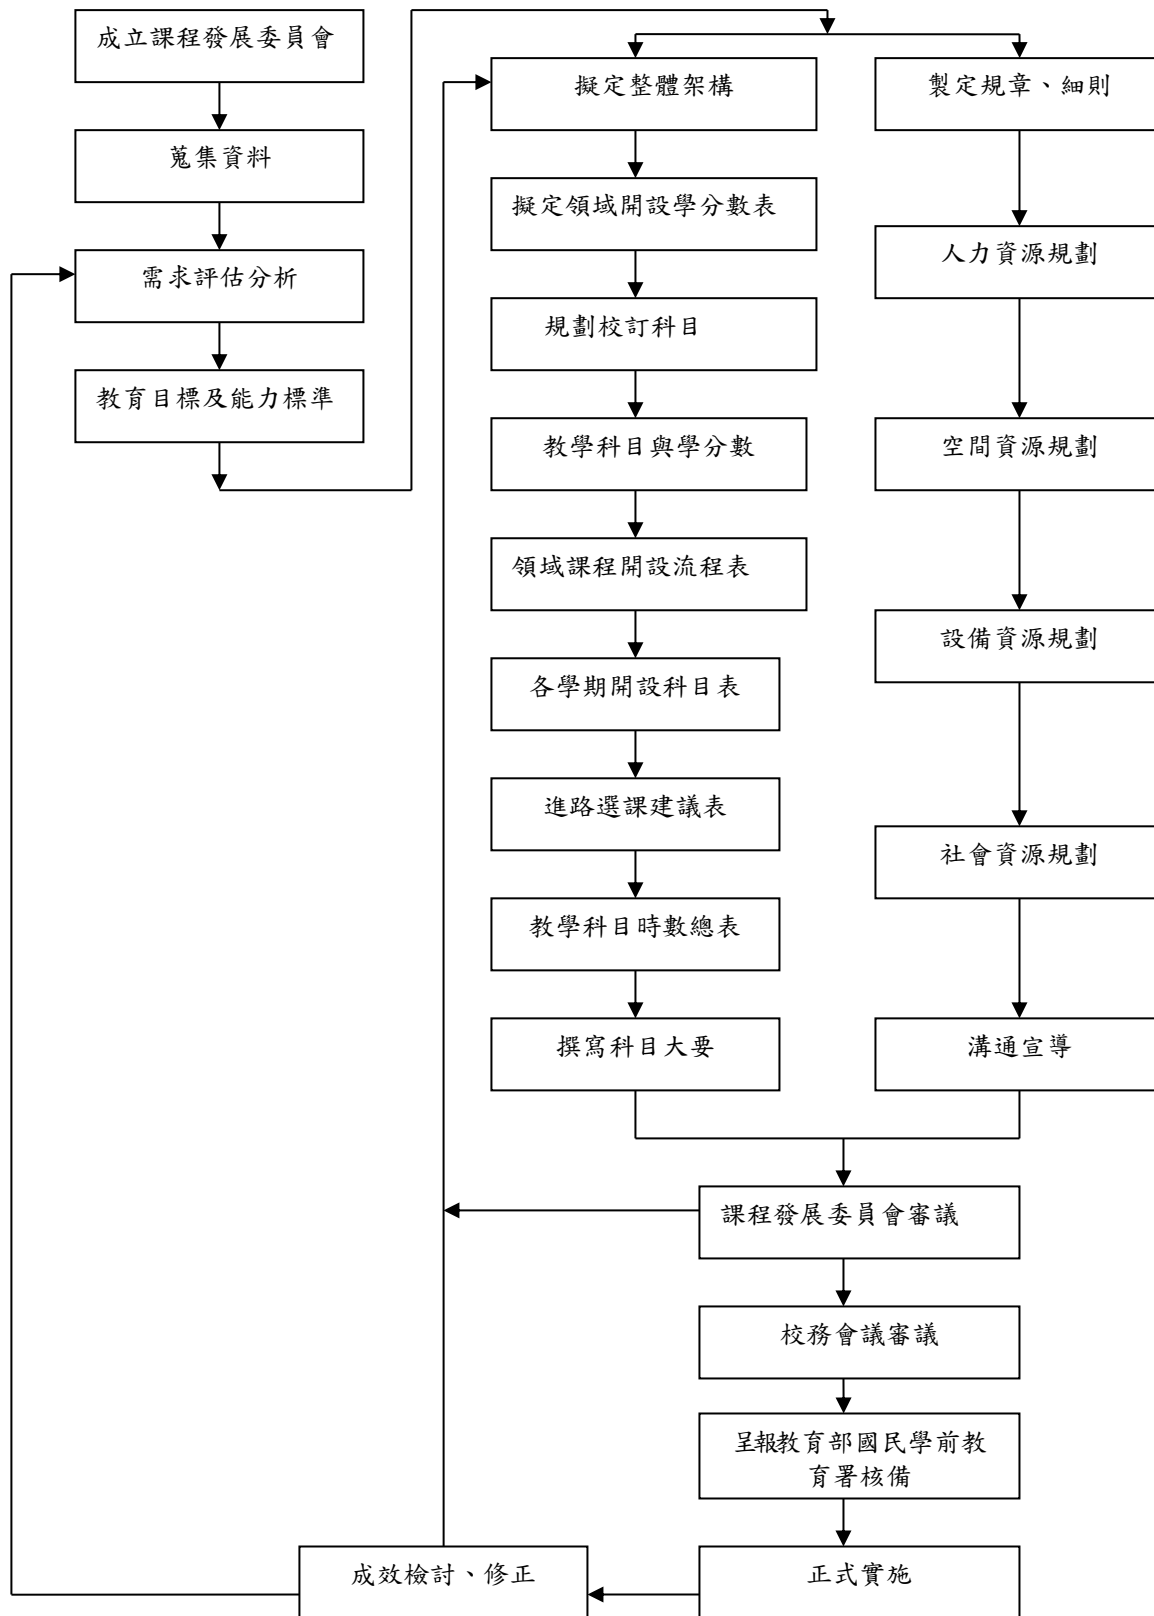 成立課程發展委員會
蒐集資料
需求評估分析
教育目標及能力標準
擬定整體架構
擬定領域開設學分數表
規劃校訂科目
教學科目與學分數
領域課程開設流程表
各學期開設科目表
進路選課建議表
教學科目時數總表
撰寫科目大要
製定規章、細則
人力資源規劃
空間資源規劃
設備資源規劃
社會資源規劃
溝通宣導
課程發展委員會審議
校務會議審議
呈報教育部國民學前教
育署核備
正式實施
成效檢討、修正